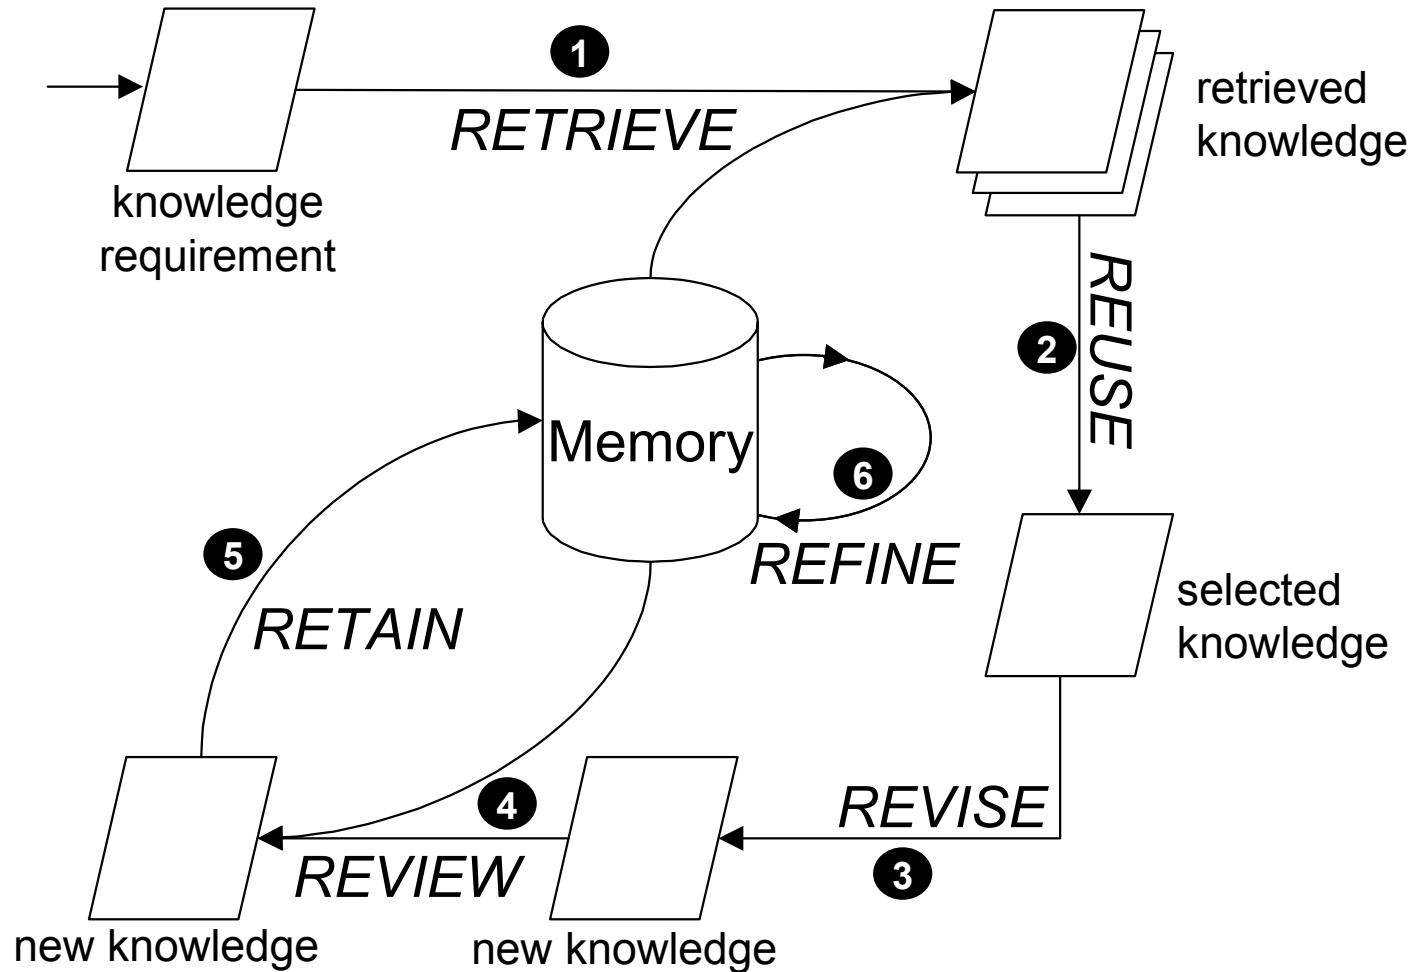 1
RETRIEVE
retrieved
knowledge
knowledge
requirement
REUSE
2
Memory
6
REFINE
5
RETAIN
selected
knowledge
REVISE
3
4
REVIEW
new knowledge
new knowledge